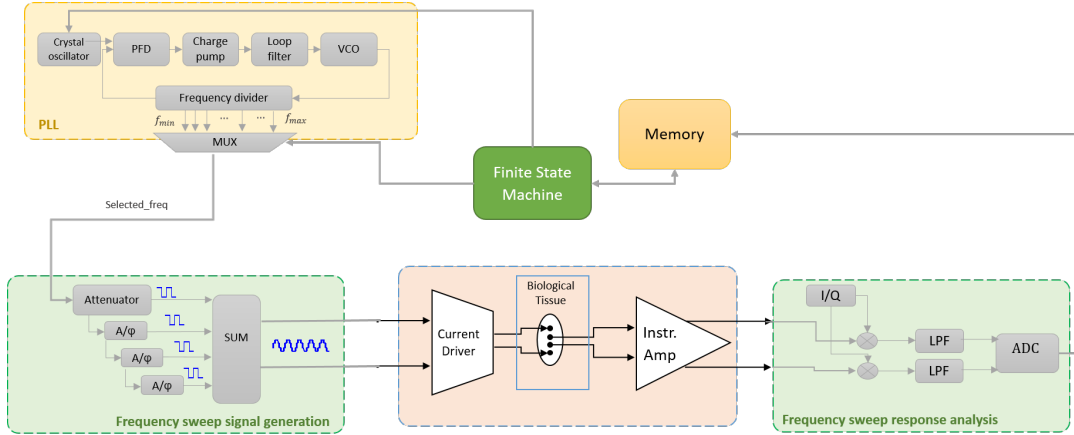 Crystal
oscillator
PFD
Charge
pump
Loop
filter
VCO
Frequency divider
f_min
...
...
f_max
PLL
MUX
Memory
Finite State
Machine
Selected_freq
Attenuator
A/φ
A/φ
A/φ
SUM
Frequency sweep signal generation
Current
Driver
Biological
Tissue
Instr.
Amp
I/Q
LPF
LPF
ADC
Frequency sweep response analysis